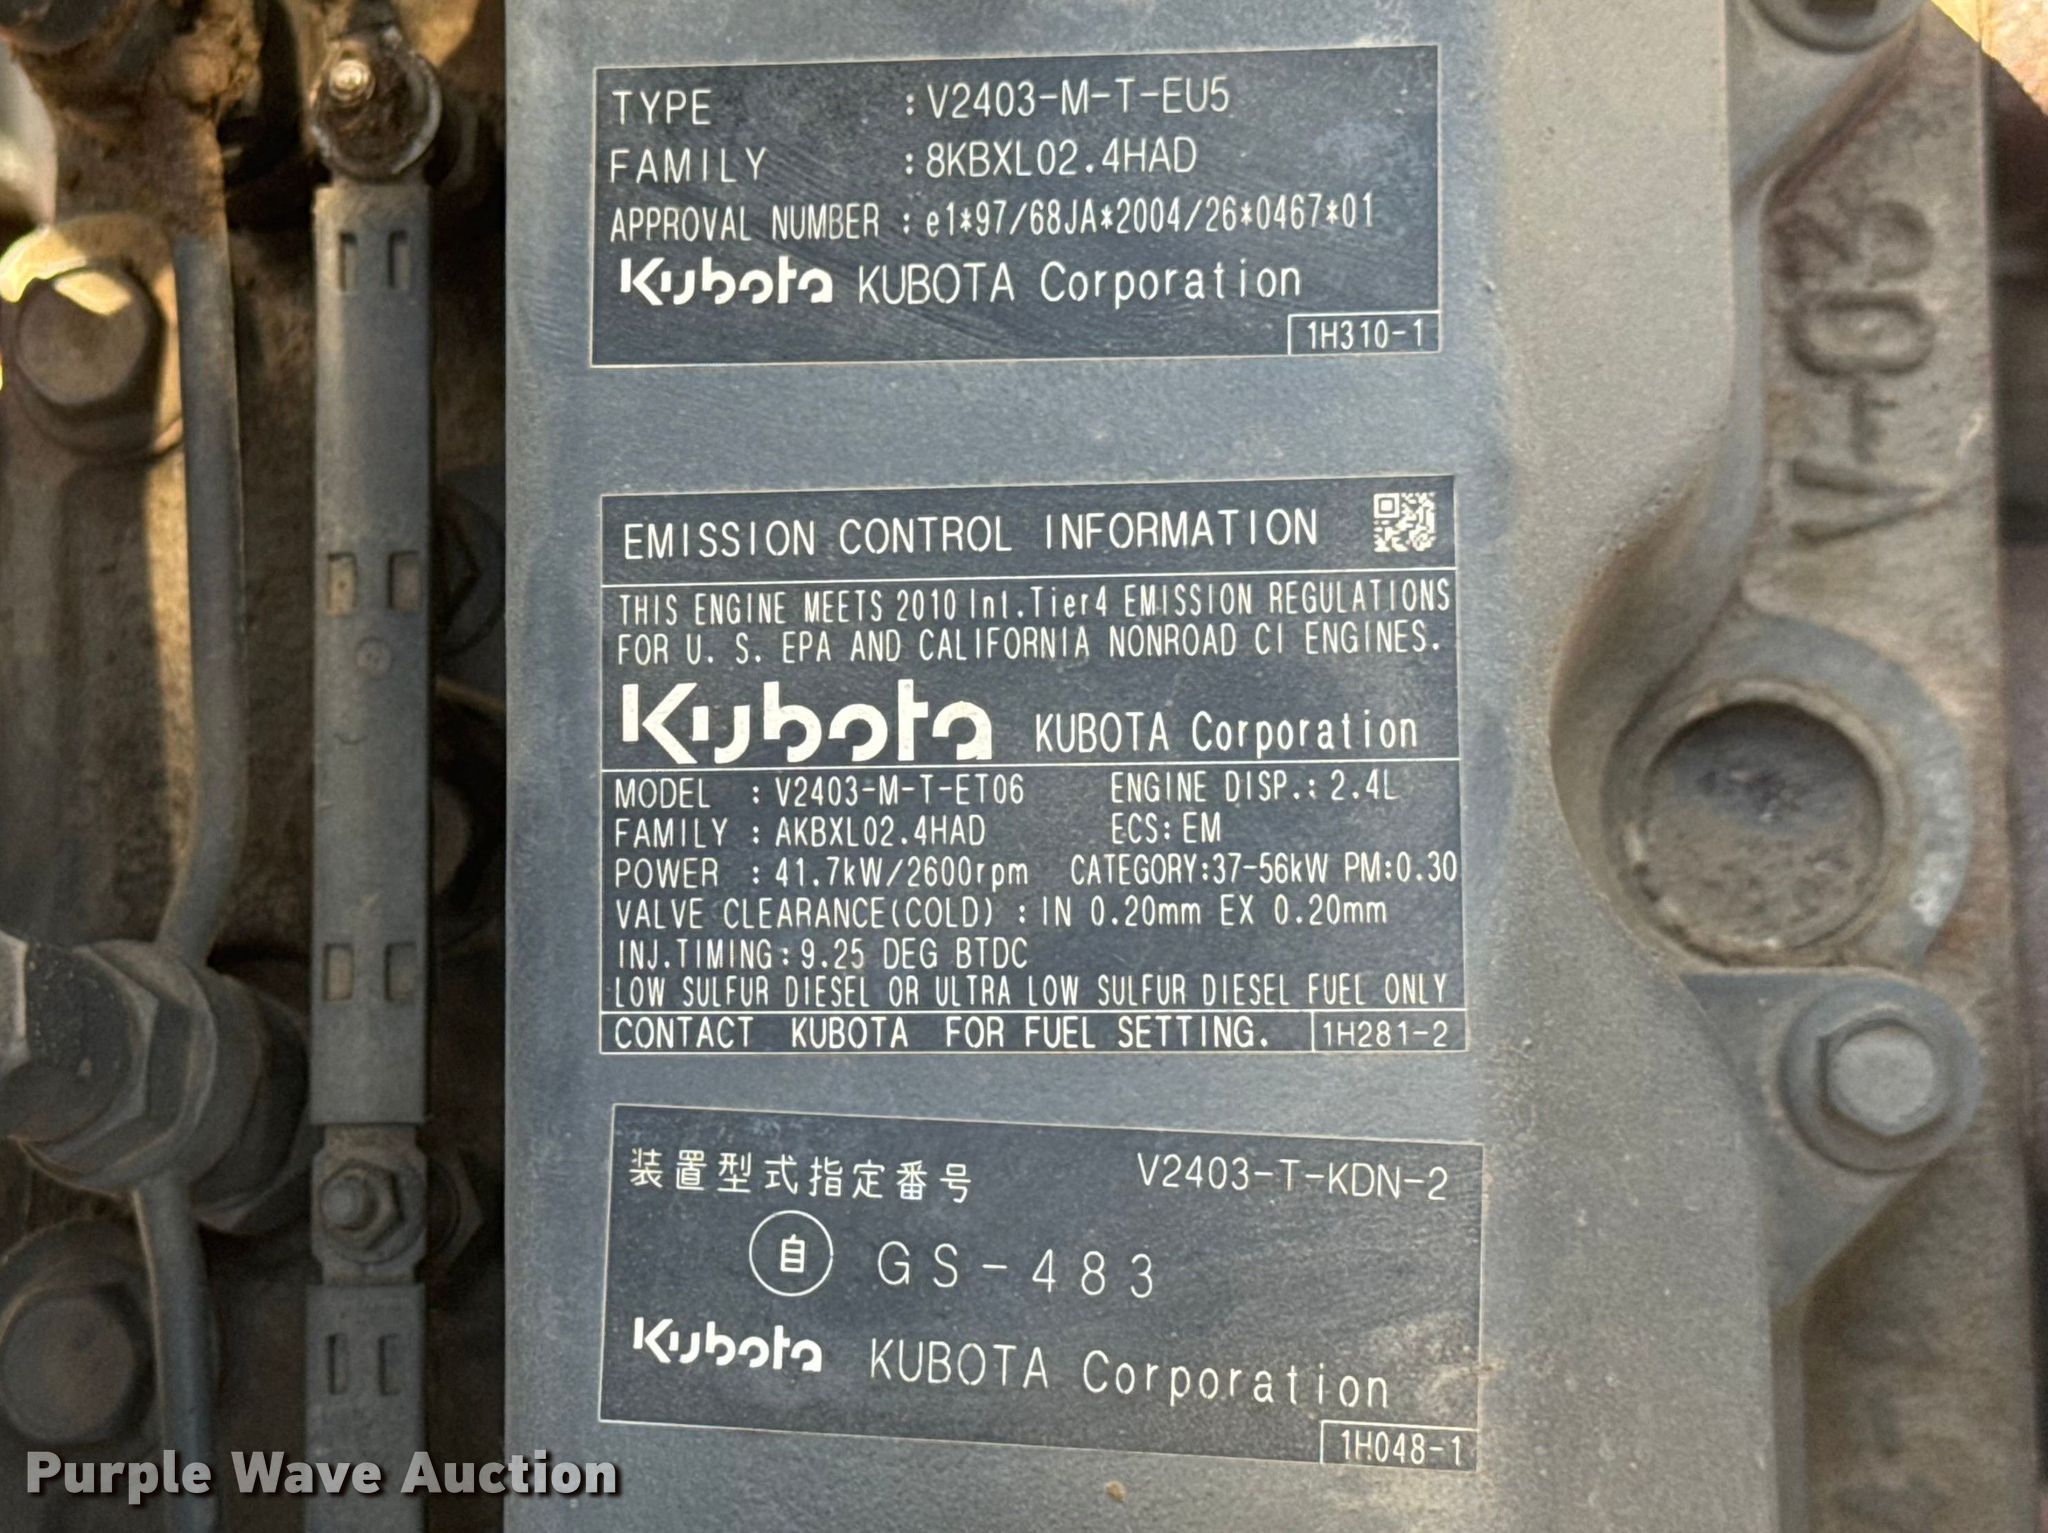 TYPE : V2403-M-T-EU5
FAMILY : 8KBXL02.4HAD
APPROVAL NUMBER : e1*97/68JA*2004/26*0467*01
Kubota KUBOTA Corporation
1H310-1
V-03
EMISSION CONTROL INFORMATION
THIS ENGINE MEETS 2010 Int.Tier4 EMISSION REGULATIONS
FOR U. S. EPA AND CALIFORNIA NONROAD CI ENGINES.
Kubota KUBOTA Corporation
MODEL : V2403-M-T-ET06 ENGINE DISP.: 2.4L
FAMILY : AKBXL02.4HAD ECS: EM
POWER : 41.7kW/2600rpm CATEGORY:37-56kW PM:0.30
VALVE CLEARANCE(COLD) : IN 0.20mm EX 0.20mm
INJ.TIMING: 9.25 DEG BTDC
LOW SULFUR DIESEL OR ULTRA LOW SULFUR DIESEL FUEL ONLY
CONTACT KUBOTA FOR FUEL SETTING. 1H281-2
装置型式指定番号 V2403-T-KDN-2
自 GS-483
Kubota KUBOTA Corporation
1H048-1
Purple Wave Auction